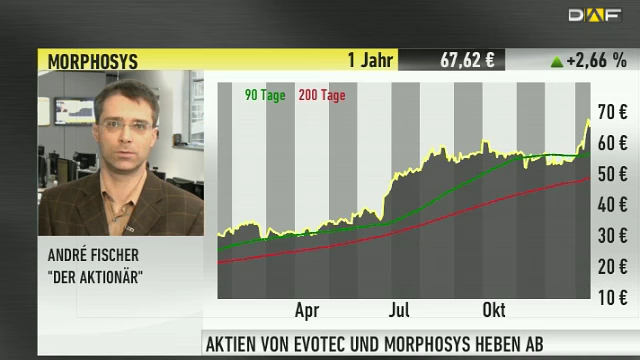 DAF
MORPHOSYS 1 Jahr 67,62 € +2,66 %
90 Tage 200 Tage
70 €
60 €
50 €
40 €
30 €
20 €
10 €
Apr Jul Okt
ANDRÉ FISCHER
"DER AKTIONÄR"
AKTIEN VON EVOTEC UND MORPHOSYS HEBEN AB